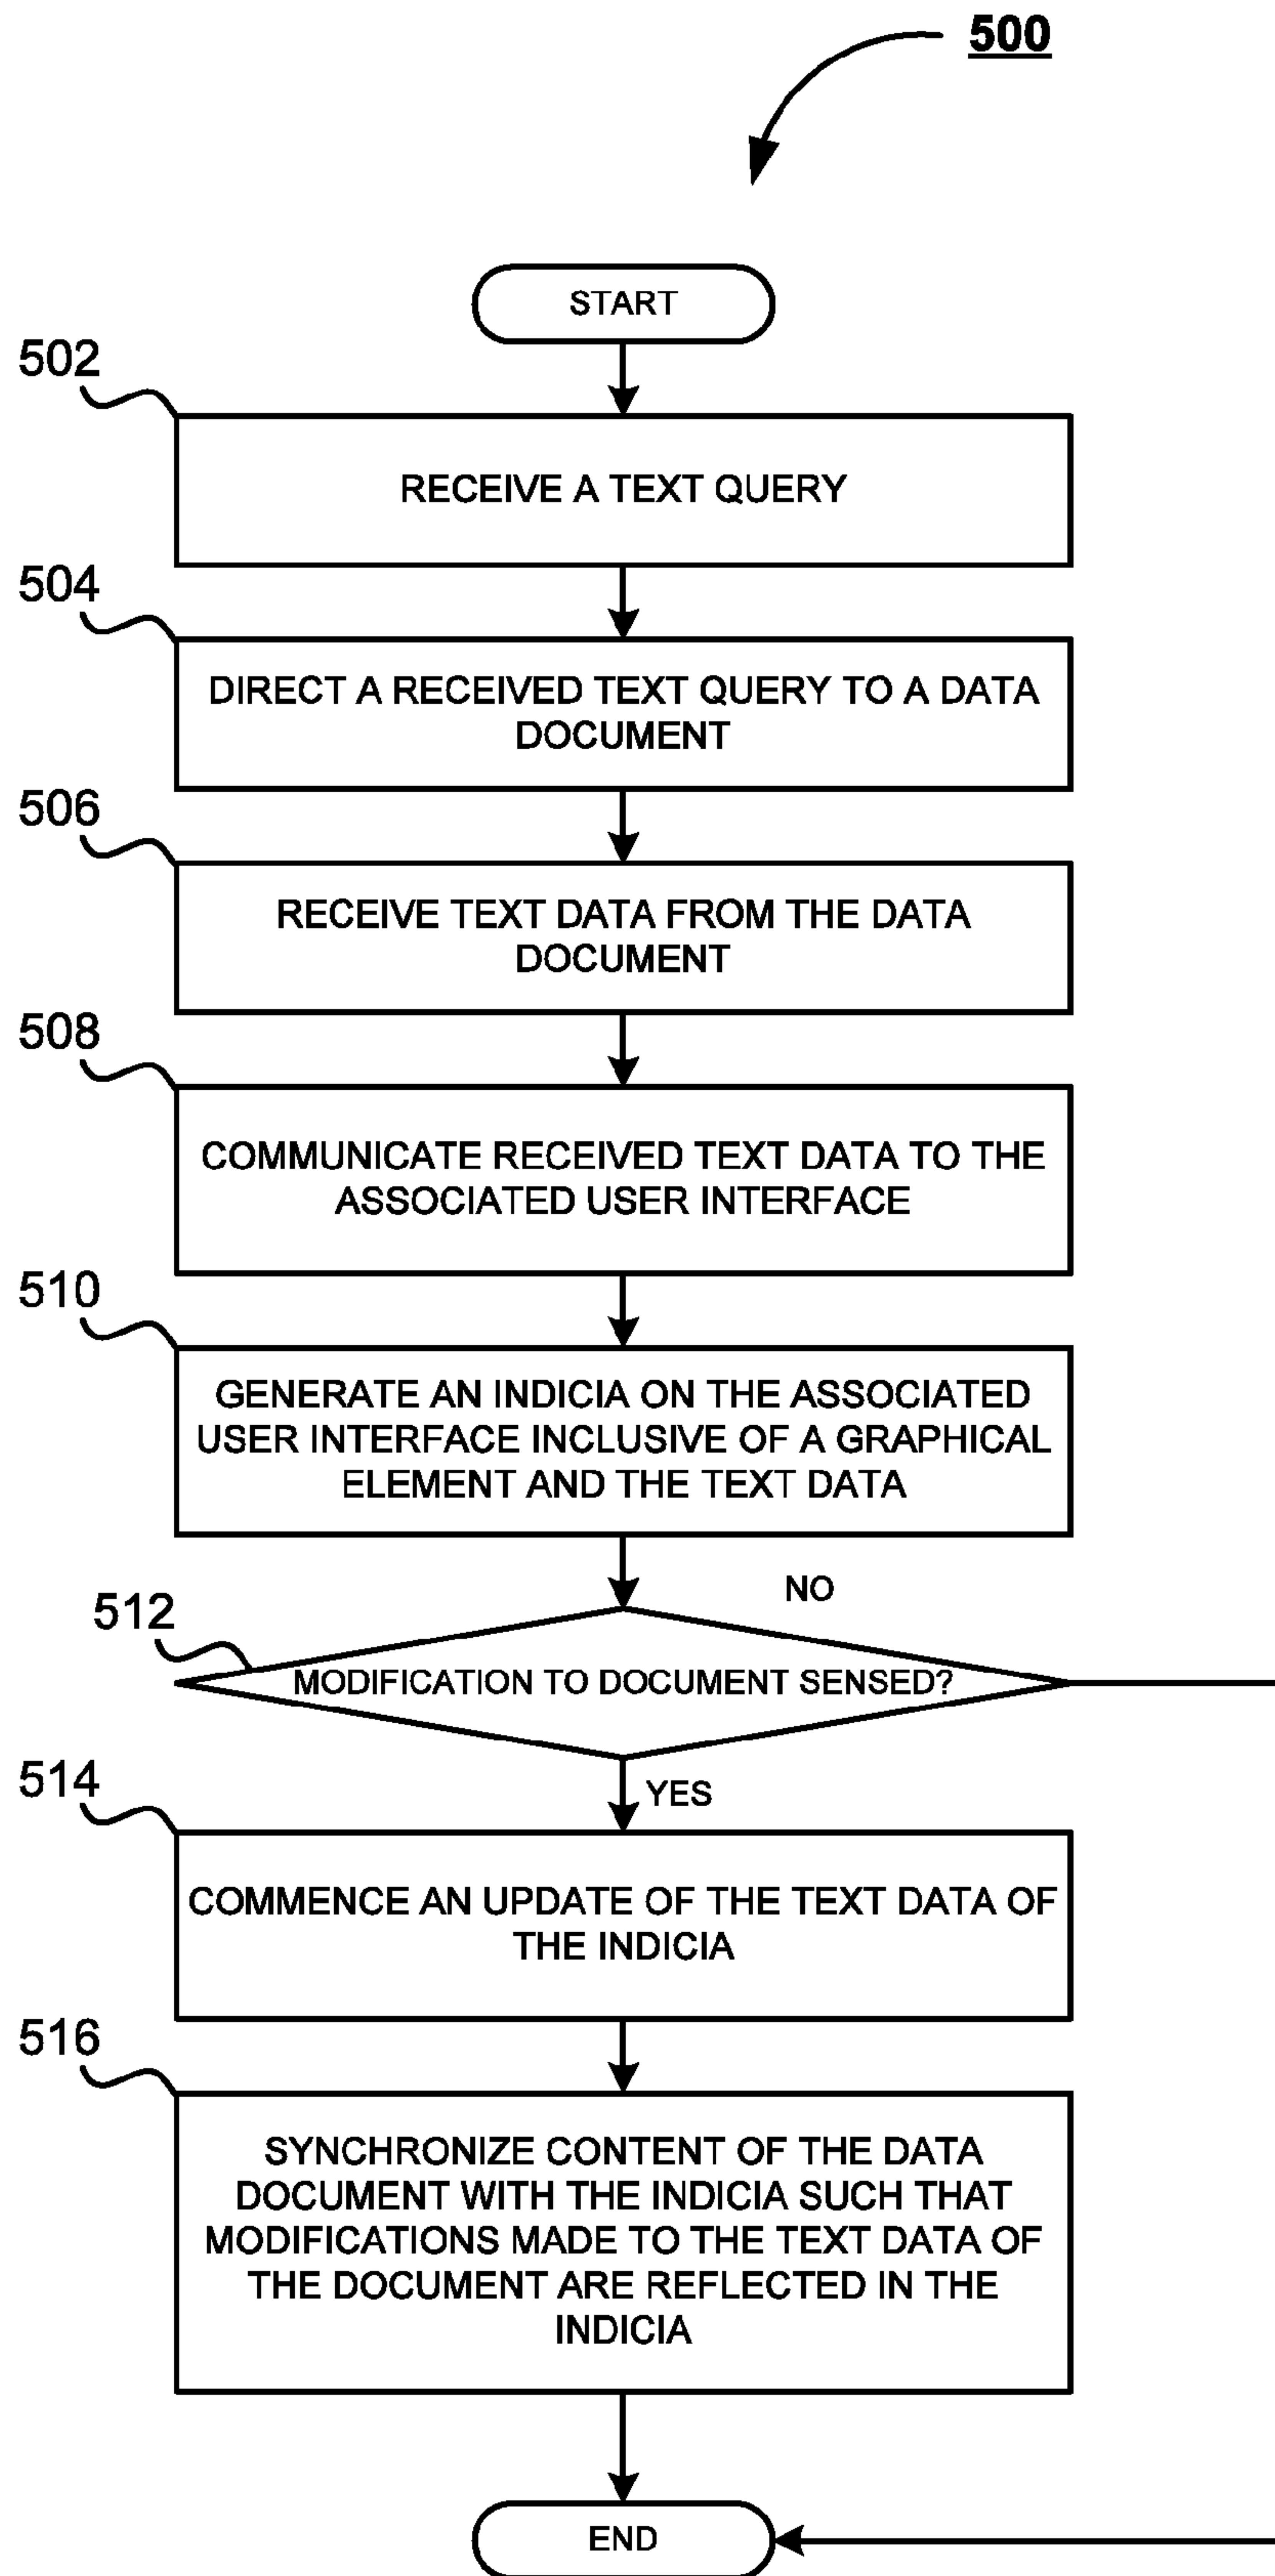 500
START
502
RECEIVE A TEXT QUERY
504
DIRECT A RECEIVED TEXT QUERY TO A DATA
DOCUMENT
506
RECEIVE TEXT DATA FROM THE DATA
DOCUMENT
508
COMMUNICATE RECEIVED TEXT DATA TO THE
ASSOCIATED USER INTERFACE
510
GENERATE AN INDICIA ON THE ASSOCIATED
USER INTERFACE INCLUSIVE OF A GRAPHICAL
ELEMENT AND THE TEXT DATA
NO
512
MODIFICATION TO DOCUMENT SENSED?
YES
514
COMMENCE AN UPDATE OF THE TEXT DATA OF
THE INDICIA
516
SYNCHRONIZE CONTENT OF THE DATA
DOCUMENT WITH THE INDICIA SUCH THAT
MODIFICATIONS MADE TO THE TEXT DATA OF
THE DOCUMENT ARE REFLECTED IN THE
INDICIA
END